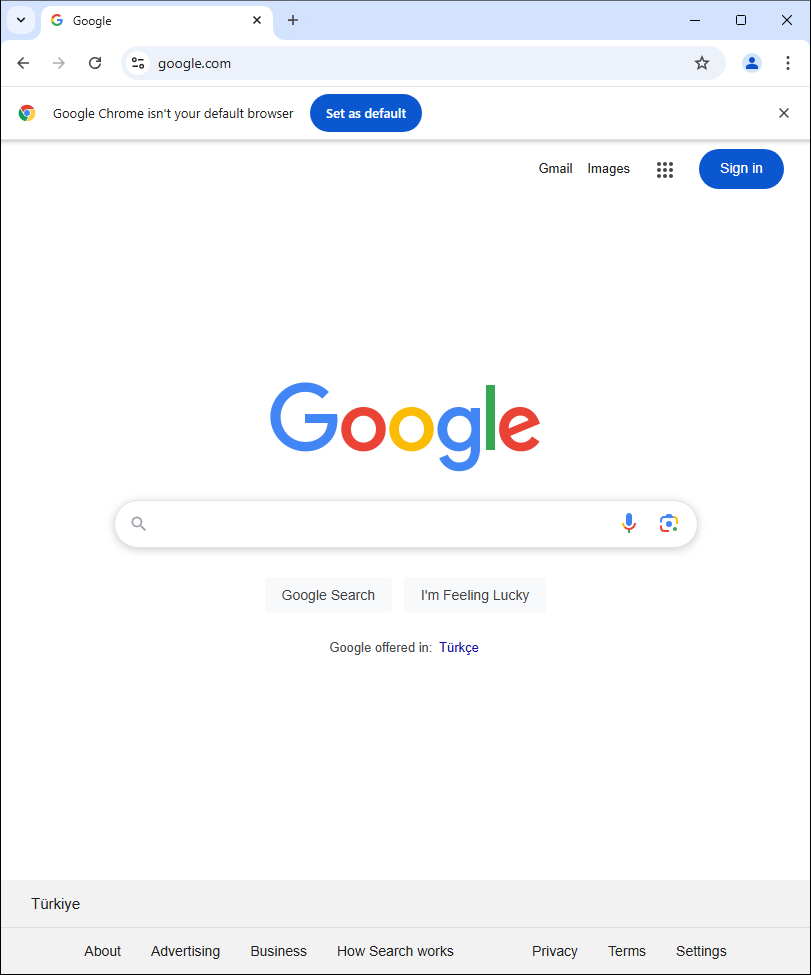 Google
google.com
Google Chrome isn't your default browser Set as default
Gmail Images Sign in
Google
Google Search I'm Feeling Lucky
Google offered in: Türkçe
Türkiye
About Advertising Business How Search works Privacy Terms Settings